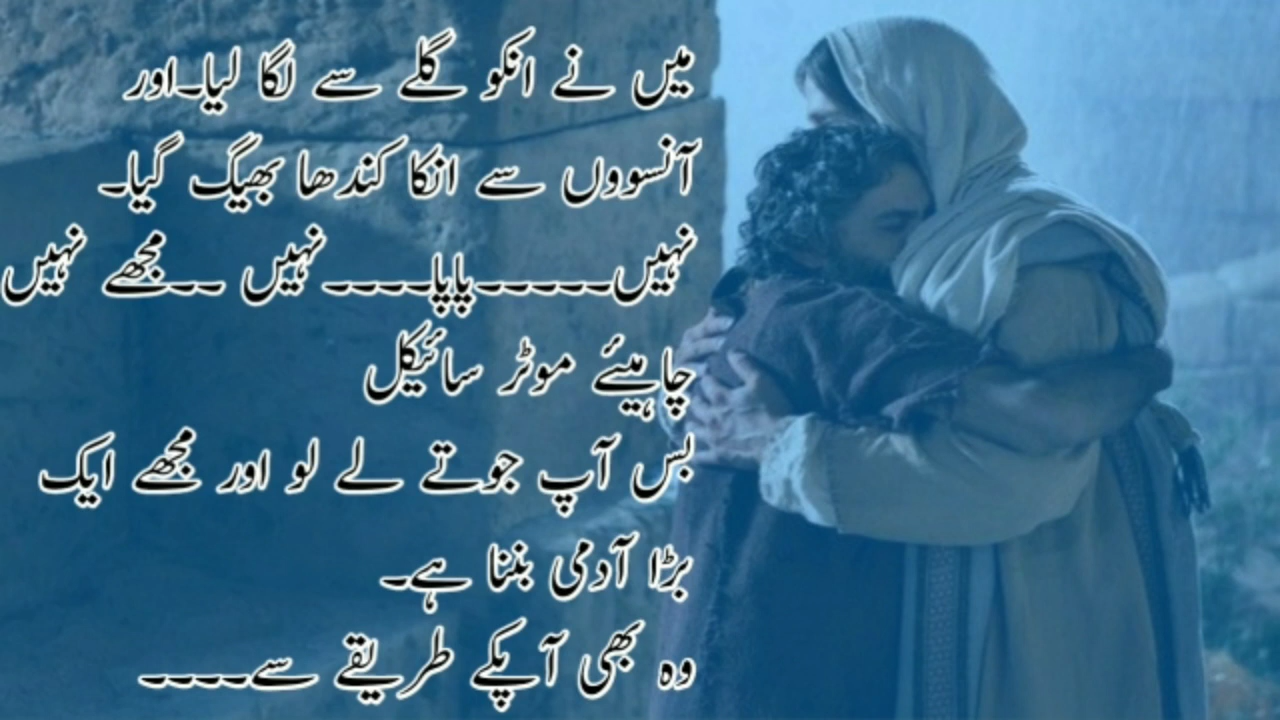 میں نے انکو گلے سے لگا لیا۔اور
آنسووں سے انکا کندھا بھیگ گیا۔
نہیں۔۔۔۔۔۔پاپا۔۔۔۔نہیں ۔۔مجھے نہیں
چاہیئے موٹر سائیکل
بس آپ جوتے لے لو اور مجھے ایک
بڑا آدمی بننا ہے۔
وہ بھی آپکے طریقے سے۔۔۔۔